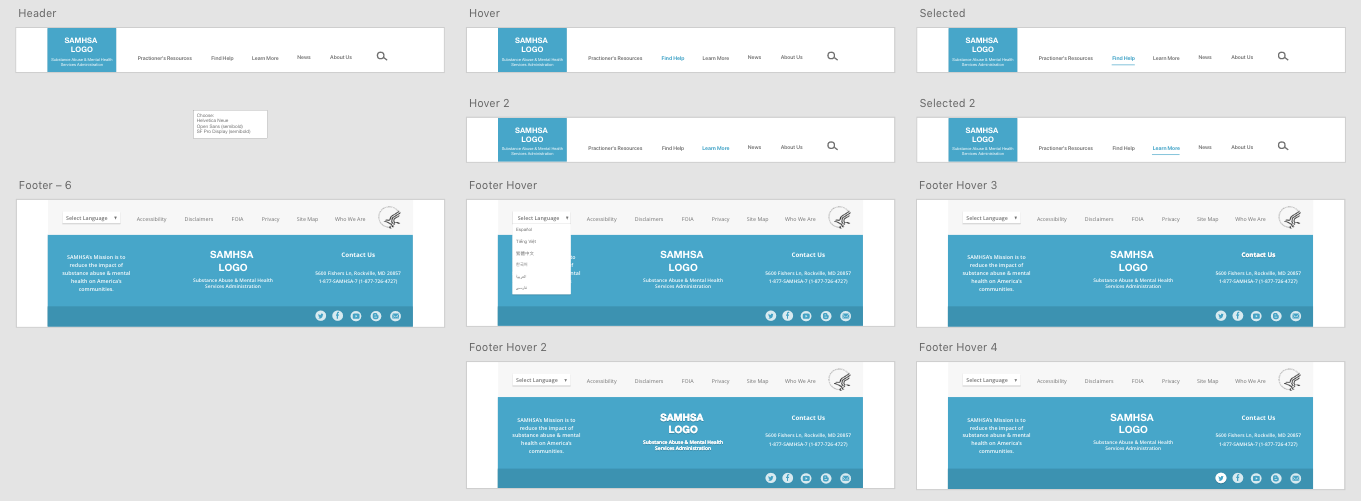 Header
SAMHSA
LOGO
Substance Abuse & Mental Health
Services Administration
Practioner's Resources
Find Help
Learn More
News
About Us
Hover
SAMHSA
LOGO
Substance Abuse & Mental Health
Services Administration
Practioner's Resources
Find Help
Learn More
News
About Us
Selected
SAMHSA
LOGO
Substance Abuse & Mental Health
Services Administration
Practioner's Resources
Find Help
Learn More
News
About Us
Choose:
Helvetica Neue
Open Sans (semibold)
SF Pro Display (semibold)
Hover 2
SAMHSA
LOGO
Substance Abuse & Mental Health
Services Administration
Practioner's Resources
Find Help
Learn More
News
About Us
Selected 2
SAMHSA
LOGO
Substance Abuse & Mental Health
Services Administration
Practioner's Resources
Find Help
Learn More
News
About Us
Footer – 6
Select Language
Accessibility
Disclaimers
FOIA
Privacy
Site Map
Who We Are
SAMHSA's Mission is to
reduce the impact of
substance abuse & mental
health on America's
communities.
SAMHSA
LOGO
Substance Abuse & Mental Health
Services Administration
Contact Us
5600 Fishers Ln, Rockville, MD 20857
1-877-SAMHSA-7 (1-877-726-4727)
Footer Hover
Select Language
Español
Tiếng Việt
繁體中文
한국어
العربية
فارسی
Accessibility
Disclaimers
FOIA
Privacy
Site Map
Who We Are
SAMHSA
LOGO
Substance Abuse & Mental Health
Services Administration
Contact Us
5600 Fishers Ln, Rockville, MD 20857
1-877-SAMHSA-7 (1-877-726-4727)
Footer Hover 3
Select Language
Accessibility
Disclaimers
FOIA
Privacy
Site Map
Who We Are
SAMHSA's Mission is to
reduce the impact of
substance abuse & mental
health on America's
communities.
SAMHSA
LOGO
Substance Abuse & Mental Health
Services Administration
Contact Us
5600 Fishers Ln, Rockville, MD 20857
1-877-SAMHSA-7 (1-877-726-4727)
Footer Hover 2
Select Language
Accessibility
Disclaimers
FOIA
Privacy
Site Map
Who We Are
SAMHSA's Mission is to
reduce the impact of
substance abuse & mental
health on America's
communities.
SAMHSA
LOGO
Substance Abuse & Mental Health
Services Administration
Contact Us
5600 Fishers Ln, Rockville, MD 20857
1-877-SAMHSA-7 (1-877-726-4727)
Footer Hover 4
Select Language
Accessibility
Disclaimers
FOIA
Privacy
Site Map
Who We Are
SAMHSA's Mission is to
reduce the impact of
substance abuse & mental
health on America's
communities.
SAMHSA
LOGO
Substance Abuse & Mental Health
Services Administration
Contact Us
5600 Fishers Ln, Rockville, MD 20857
1-877-SAMHSA-7 (1-877-726-4727)